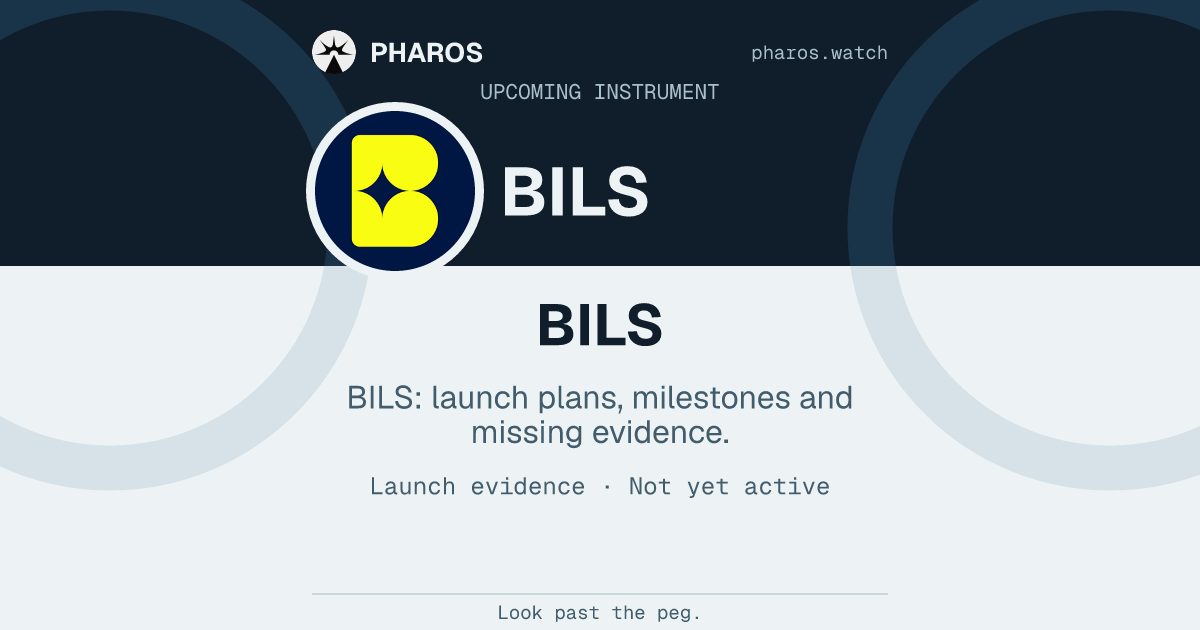 PHAROS
pharos.watch
UPCOMING INSTRUMENT
BILS
BILS
BILS: launch plans, milestones and
missing evidence.
Launch evidence · Not yet active
Look past the peg.